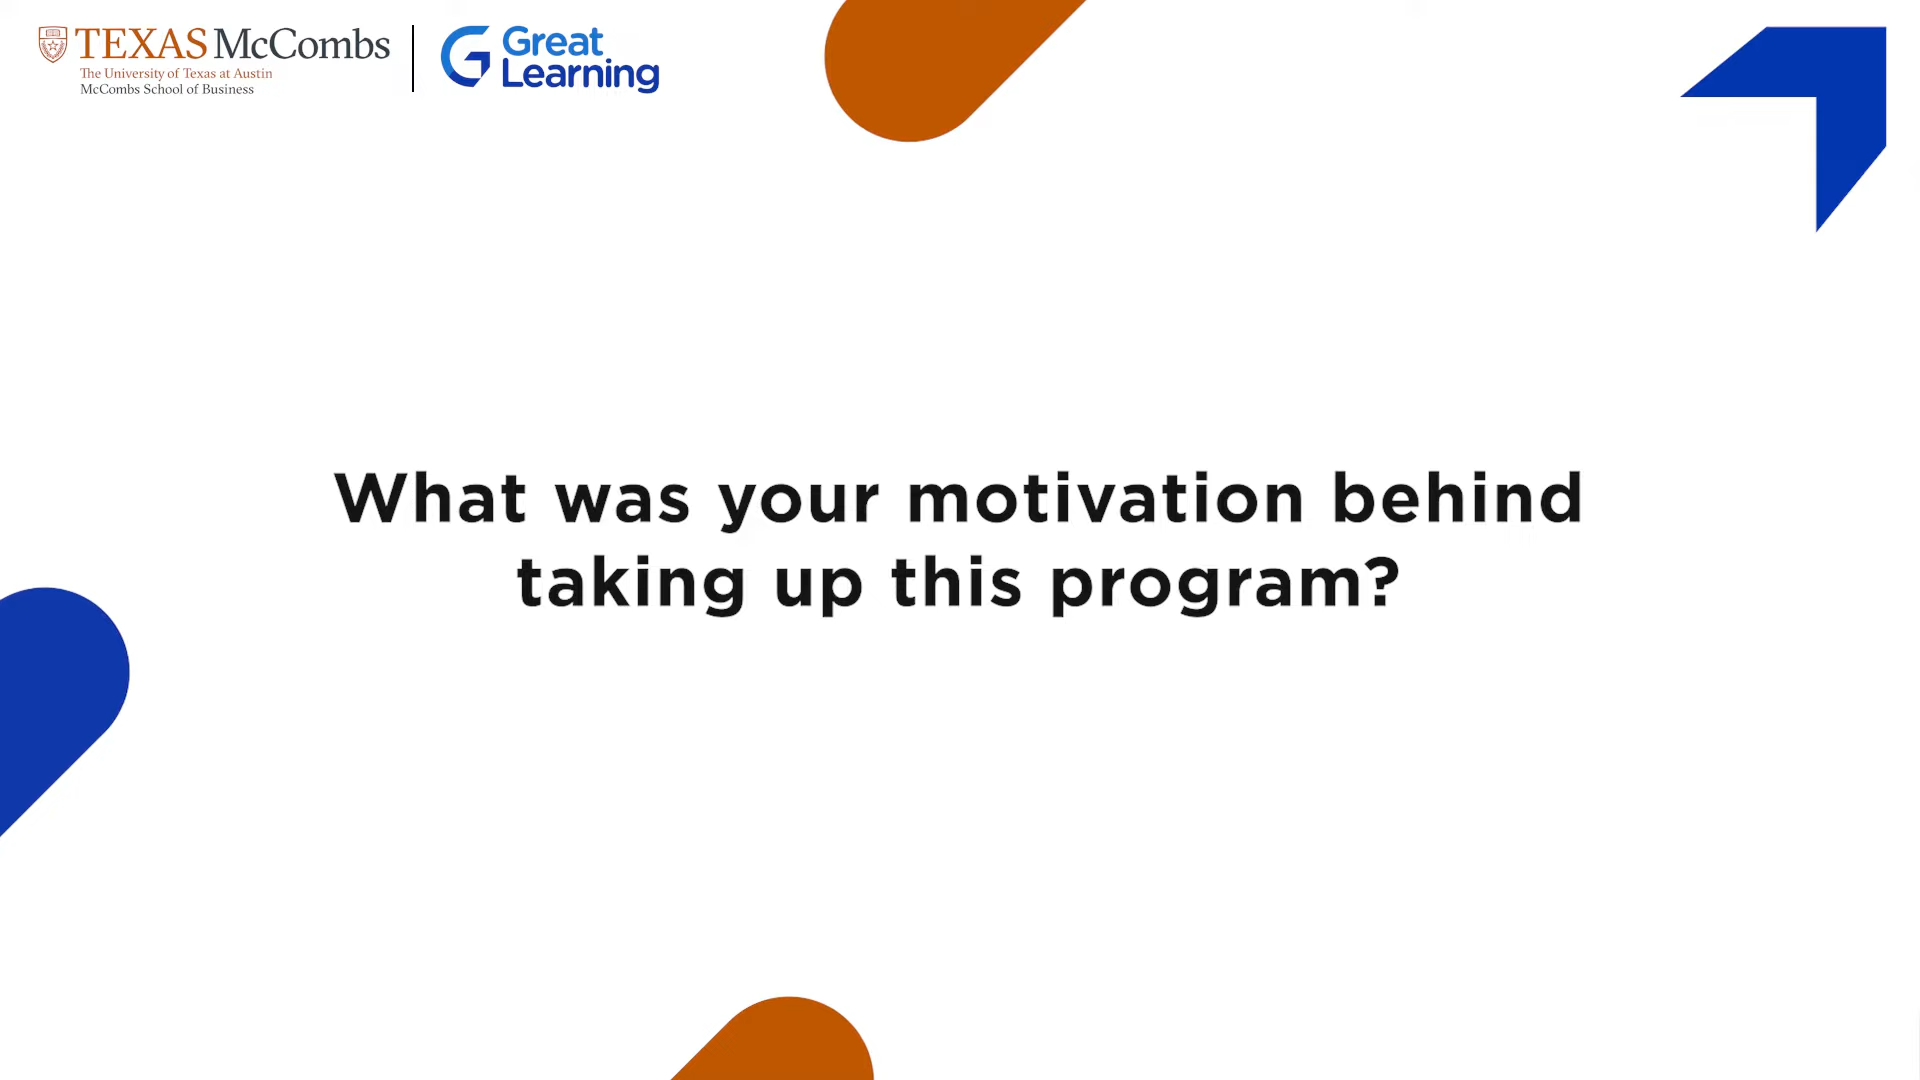 TEXAS McCombs
The University of Texas at Austin
McCombs School of Business
Great
Learning
What was your motivation behind
taking up this program?